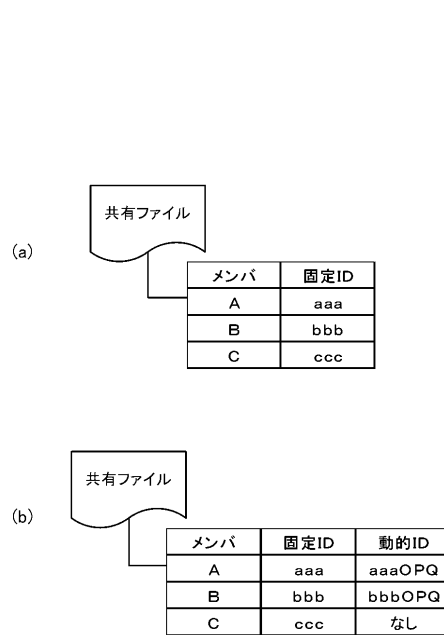 (a)
共有ファイル
メンバ 固定ID
A aaa
B bbb
C ccc
(b)
共有ファイル
メンバ 固定ID 動的ID
A aaa aaaOPQ
B bbb bbbOPQ
C ccc なし